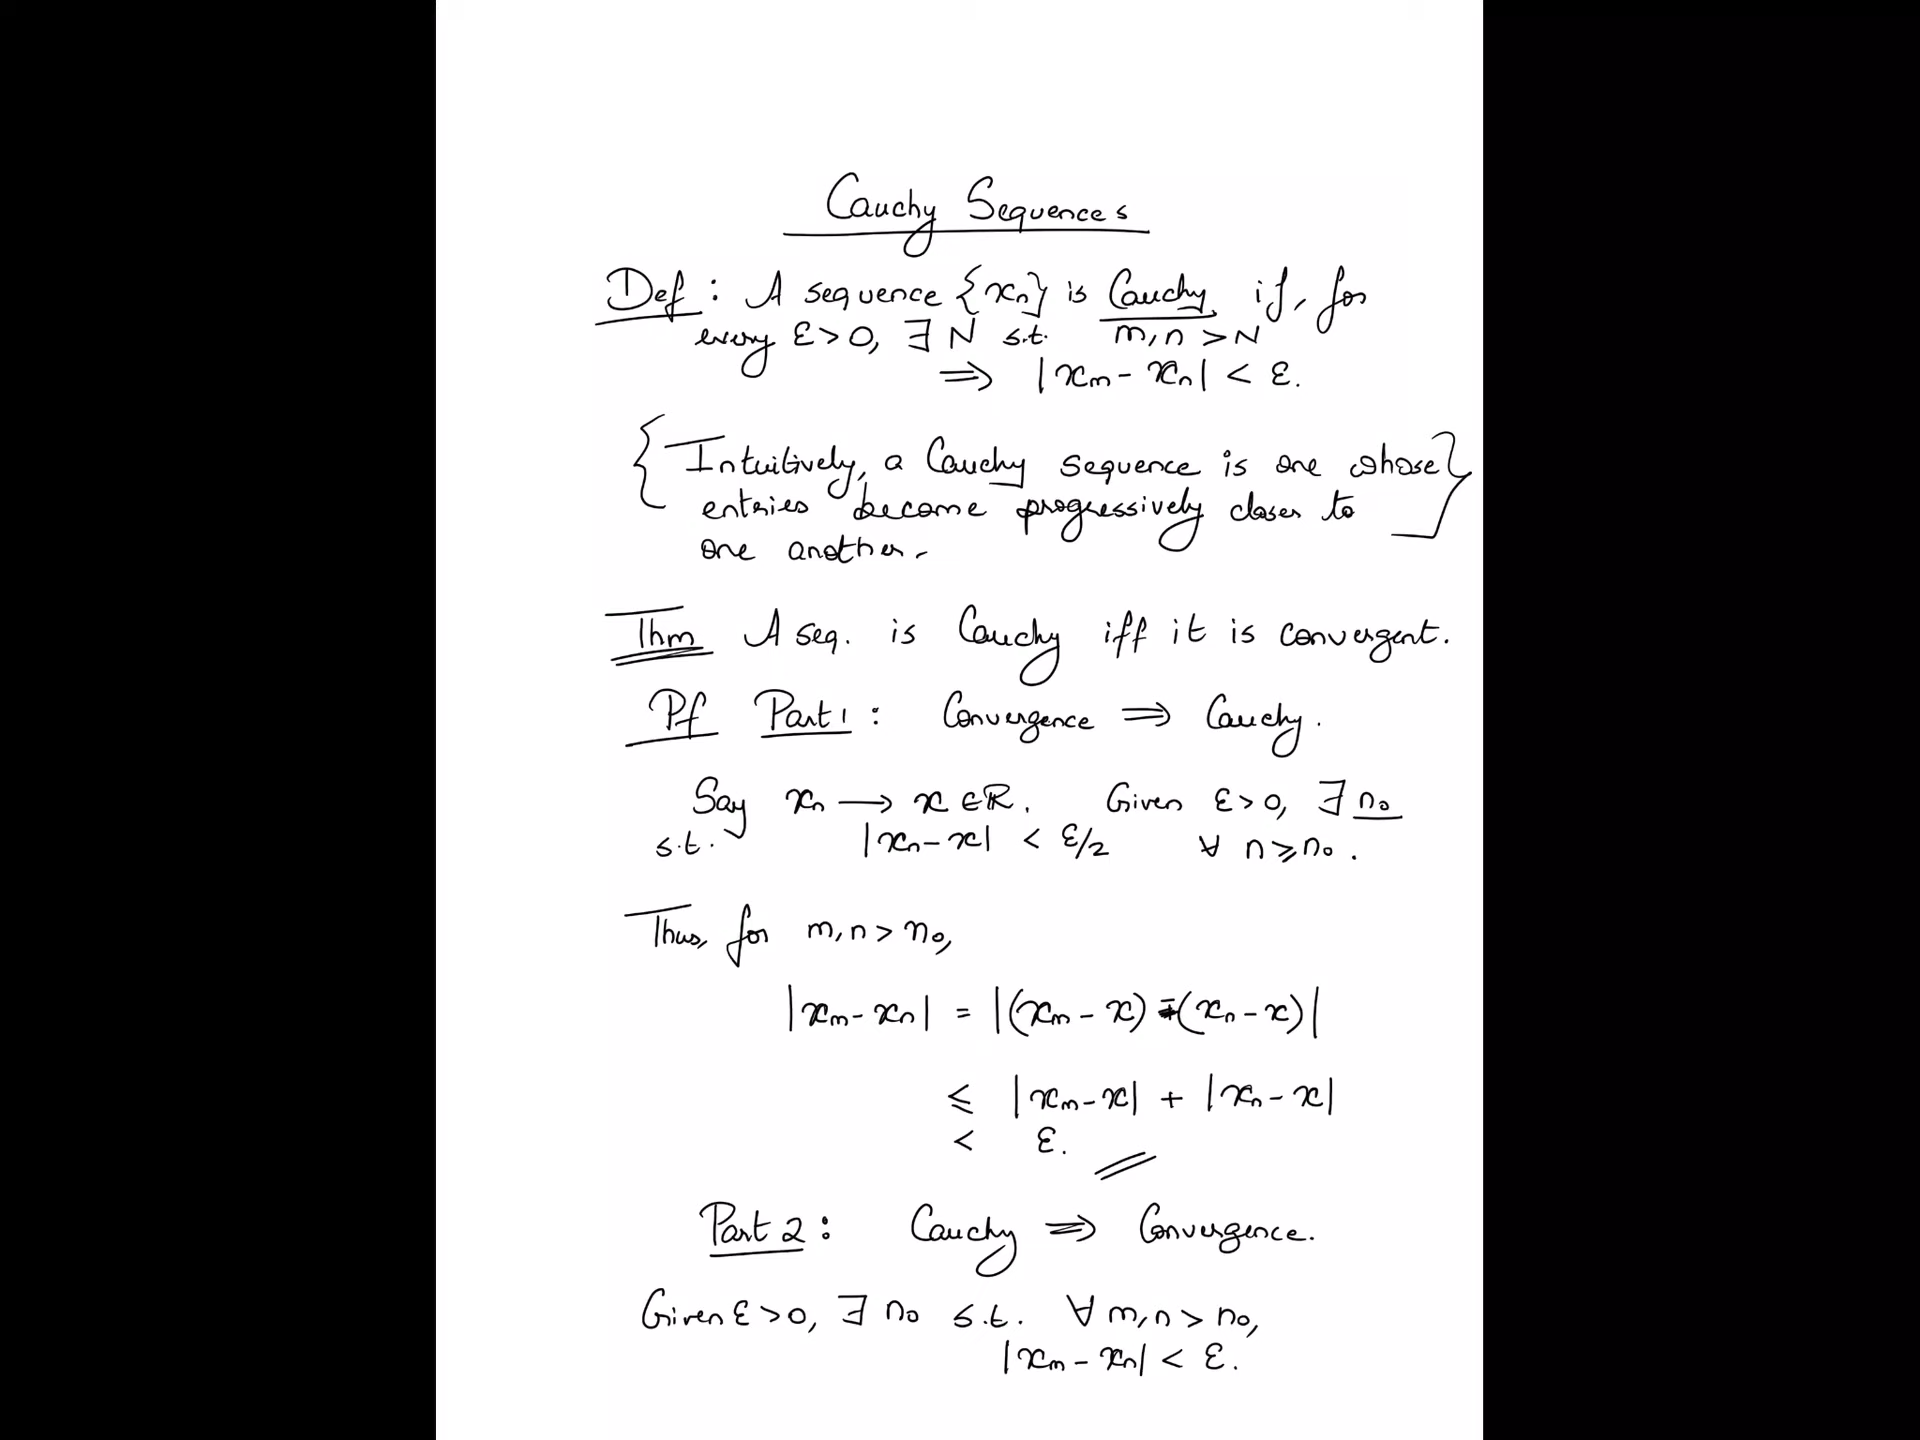 Cauchy Sequences
Def : A sequence {xₙ} is Cauchy if, for
every ε > 0, ∃ N s.t. m, n > N
⟹ |xₘ - xₙ| < ε.
{ Intuitively, a Cauchy sequence is one whose }
entries become progressively closer to
one another.
Thm A seq. is Cauchy iff it is convergent.
Pf Part 1 : Convergence ⟹ Cauchy.
Say xₙ ⟶ x ∈ ℝ. Given ε > 0, ∃ n₀
s.t. |xₙ - x| < ε/2 ∀ n ⩾ n₀.
Thus, for m, n > n₀,
|xₘ - xₙ| = |(xₘ - x) - (xₙ - x)|
⩽ |xₘ - x| + |xₙ - x|
< ε.
Part 2 : Cauchy ⟹ Convergence.
Given ε > 0, ∃ n₀ s.t. ∀ m, n > n₀,
|xₘ - xₙ| < ε.